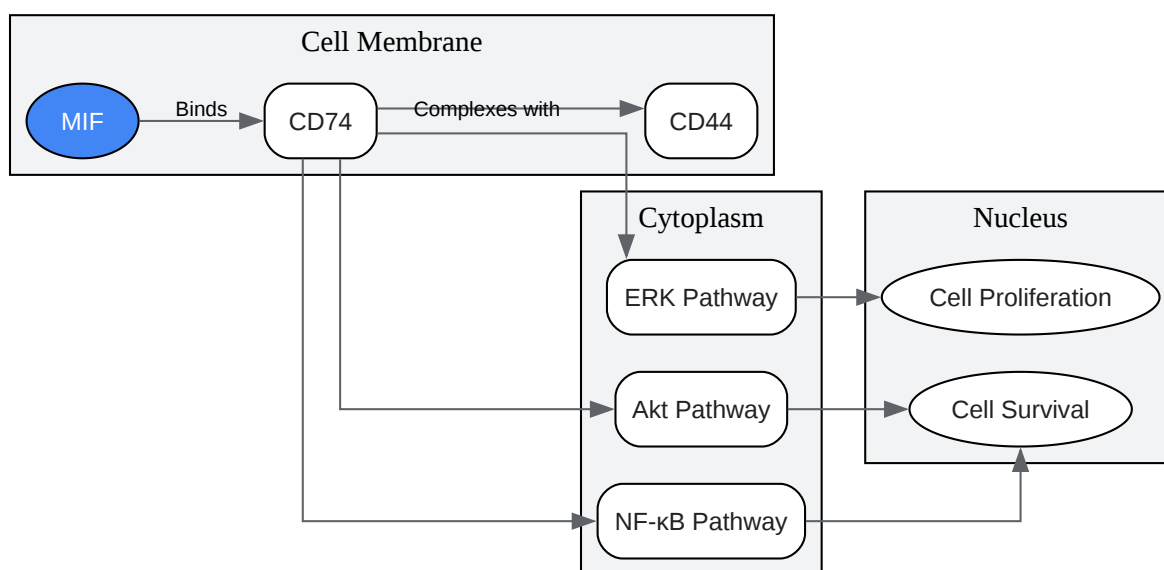 Cell Membrane
MIF
Binds
CD74
Complexes with
CD44
Cytoplasm
Nucleus
ERK Pathway
Cell Proliferation
Akt Pathway
Cell Survival
NF-κB Pathway